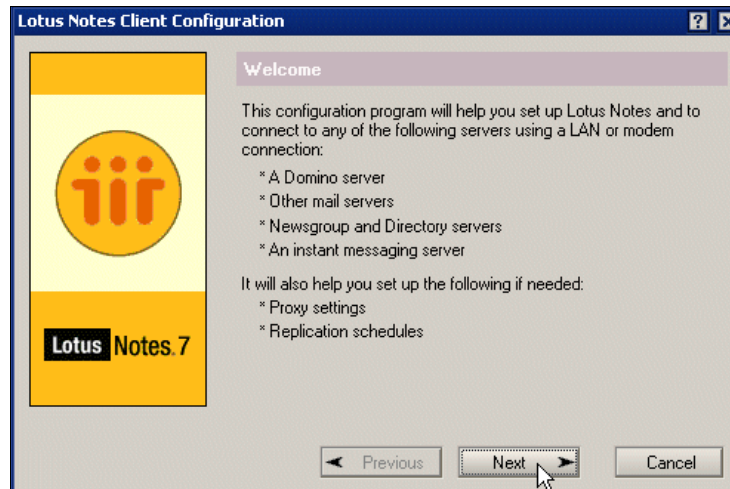 Lotus Notes Client Configuration
Welcome
This configuration program will help you set up Lotus Notes and to
connect to any of the following servers using a LAN or modem
connection:
* A Domino server
* Other mail servers
* Newsgroup and Directory servers
* An instant messaging server
It will also help you set up the following if needed:
* Proxy settings
* Replication schedules
Lotus Notes. 7
Previous
Next
Cancel